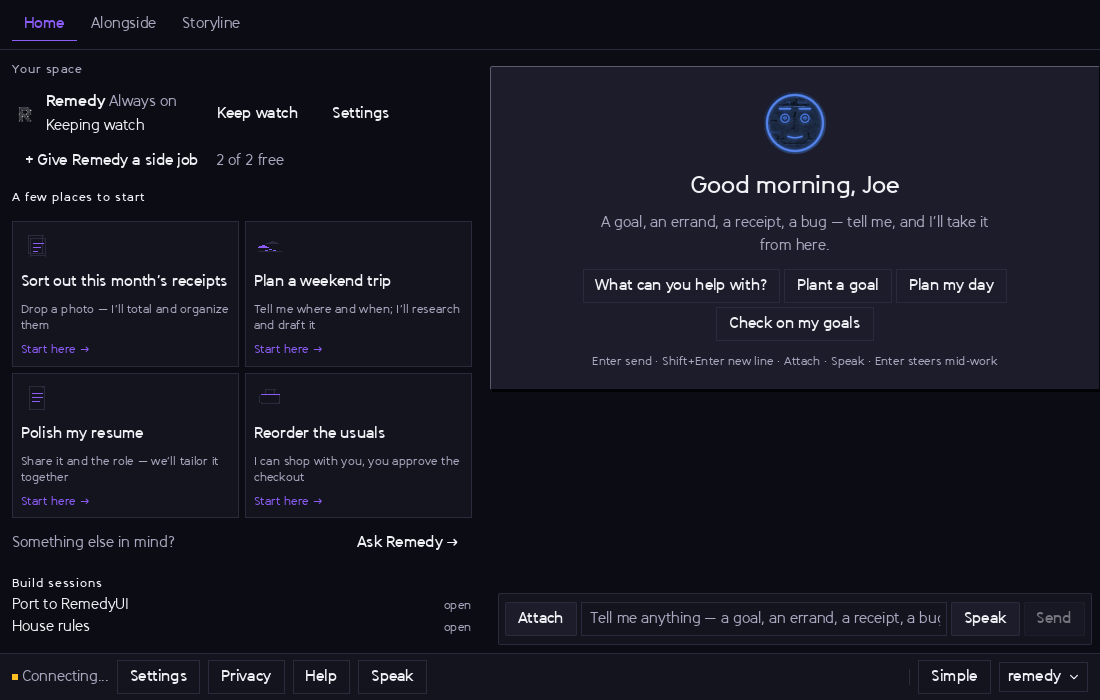 Home Alongside Storyline
Your space
Remedy Always on
Keeping watch
Keep watch Settings
+ Give Remedy a side job 2 of 2 free
A few places to start
Sort out this month's receipts
Drop a photo — I'll total and organize
them
Start here →
Plan a weekend trip
Tell me where and when; I'll research
and draft it
Start here →
Polish my resume
Share it and the role — we'll tailor it
together
Start here →
Reorder the usuals
I can shop with you, you approve the
checkout
Start here →
Something else in mind? Ask Remedy →
Build sessions
Port to RemedyUI open
House rules open
Good morning, Joe
A goal, an errand, a receipt, a bug — tell me, and I'll take it
from here.
What can you help with? Plant a goal Plan my day
Check on my goals
Enter send · Shift+Enter new line · Attach · Speak · Enter steers mid-work
Attach Tell me anything — a goal, an errand, a receipt, a bug Speak Send
Connecting... Settings Privacy Help Speak Simple remedy